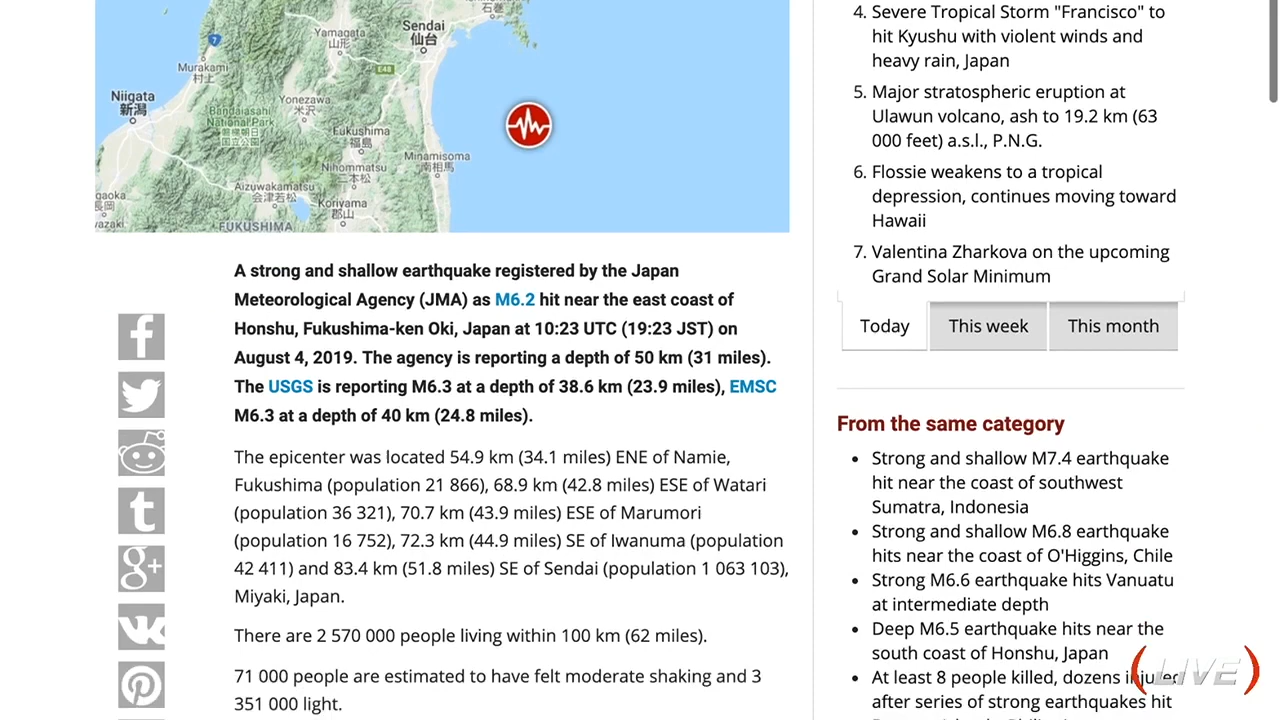 石巻
Sendai
仙台
Yamagata
山形
7
E48
Murakami
村上
Niigata
新潟
Yonezawa
米沢
Bandaiasahi
National Park
磐梯朝日
国立公園
Fukushima
福島
Minamisoma
南相馬
Nihommatsu
二本松
Aizuwakamatsu
会津若松
gaoka
長岡
Koriyama
郡山
FUKUSHIMA
A strong and shallow earthquake registered by the Japan
Meteorological Agency (JMA) as M6.2 hit near the east coast of
Honshu, Fukushima-ken Oki, Japan at 10:23 UTC (19:23 JST) on
August 4, 2019. The agency is reporting a depth of 50 km (31 miles).
The USGS is reporting M6.3 at a depth of 38.6 km (23.9 miles), EMSC
M6.3 at a depth of 40 km (24.8 miles).
The epicenter was located 54.9 km (34.1 miles) ENE of Namie,
Fukushima (population 21 866), 68.9 km (42.8 miles) ESE of Watari
(population 36 321), 70.7 km (43.9 miles) ESE of Marumori
(population 16 752), 72.3 km (44.9 miles) SE of Iwanuma (population
42 411) and 83.4 km (51.8 miles) SE of Sendai (population 1 063 103),
Miyaki, Japan.
There are 2 570 000 people living within 100 km (62 miles).
71 000 people are estimated to have felt moderate shaking and 3
351 000 light.
4. Severe Tropical Storm "Francisco" to
hit Kyushu with violent winds and
heavy rain, Japan
5. Major stratospheric eruption at
Ulawun volcano, ash to 19.2 km (63
000 feet) a.s.l., P.N.G.
6. Flossie weakens to a tropical
depression, continues moving toward
Hawaii
7. Valentina Zharkova on the upcoming
Grand Solar Minimum
Today This week This month
From the same category
• Strong and shallow M7.4 earthquake
hit near the coast of southwest
Sumatra, Indonesia
• Strong and shallow M6.8 earthquake
hits near the coast of O'Higgins, Chile
• Strong M6.6 earthquake hits Vanuatu
at intermediate depth
• Deep M6.5 earthquake hits near the
south coast of Honshu, Japan
• At least 8 people killed, dozens injured
after series of strong earthquakes hit
(LIVE)